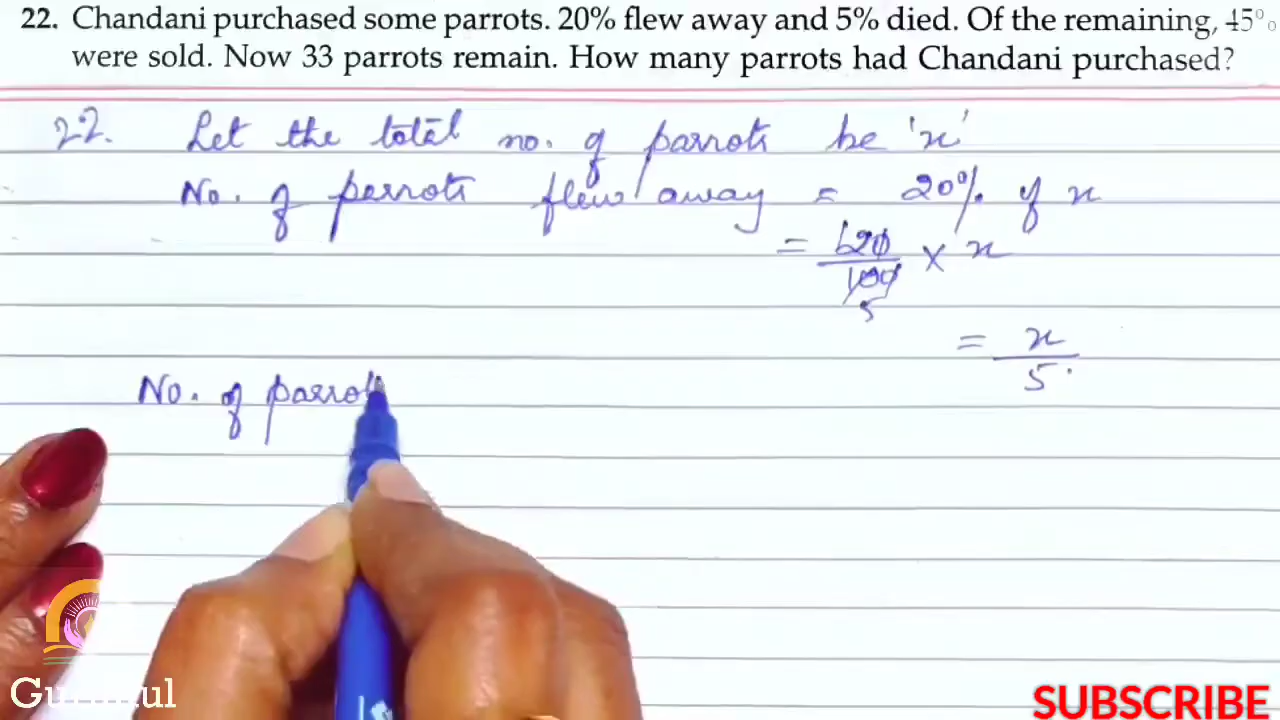 22. Chandani purchased some parrots. 20% flew away and 5% died. Of the remaining, 45%
were sold. Now 33 parrots remain. How many parrots had Chandani purchased?
22. Let the total no. of parrots be 'x'
No. of perrots flew away = 20% of x
= 20/100 × x
5
= x/5
No. of parrot
SUBSCRIBE